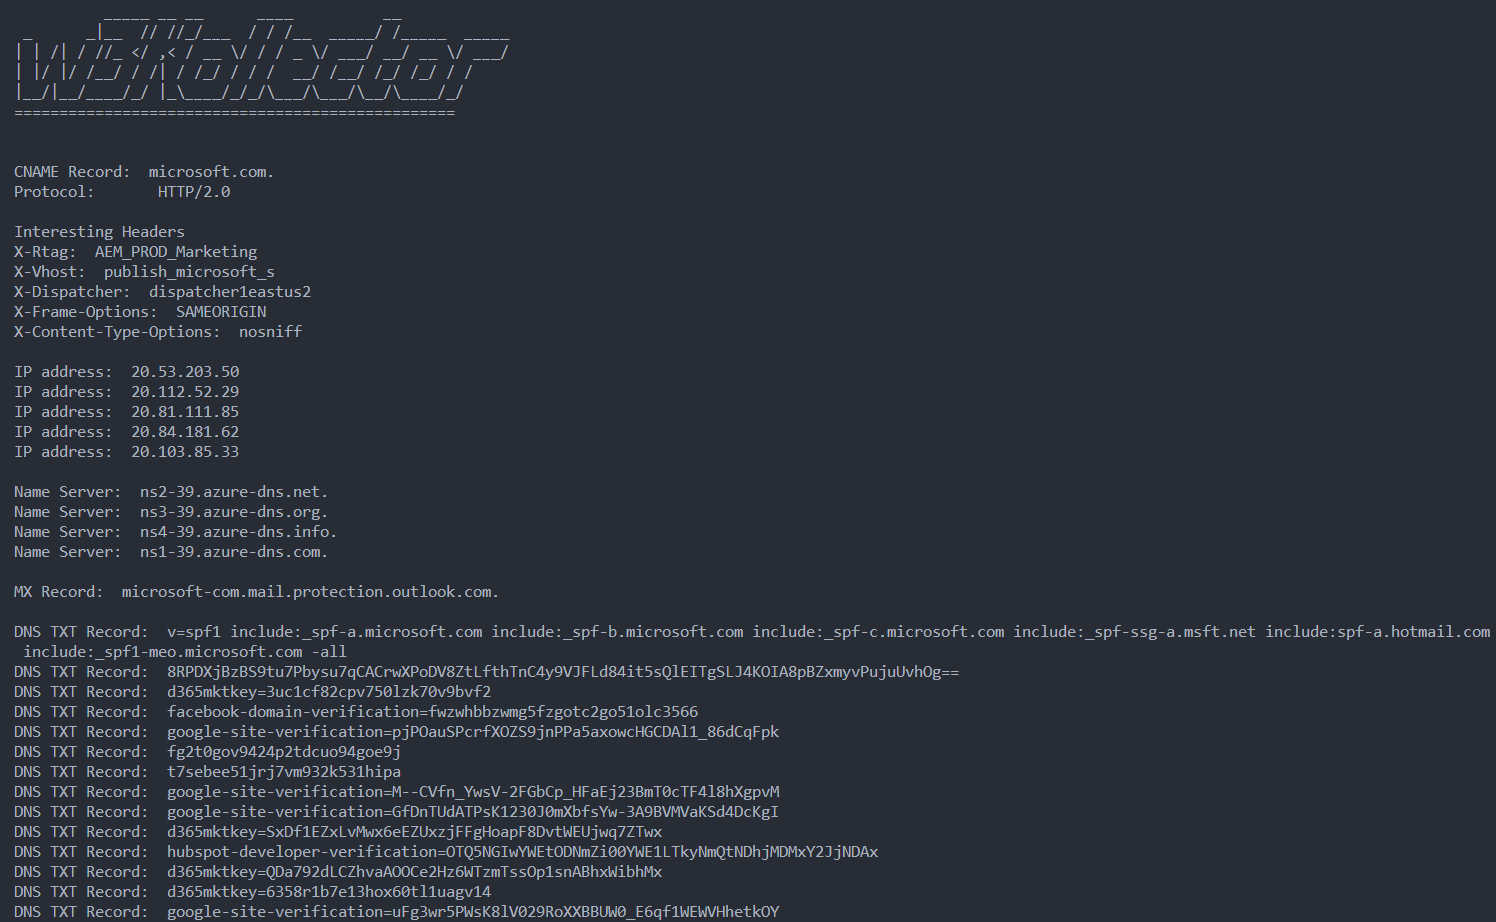 CNAME Record:  microsoft.com.
Protocol:       HTTP/2.0
Interesting Headers
X-Rtag:  AEM_PROD_Marketing
X-Vhost:  publish_microsoft_s
X-Dispatcher:  dispatcher1eastus2
X-Frame-Options:  SAMEORIGIN
X-Content-Type-Options:  nosniff
IP address:  20.53.203.50
IP address:  20.112.52.29
IP address:  20.81.111.85
IP address:  20.84.181.62
IP address:  20.103.85.33
Name Server:  ns2-39.azure-dns.net.
Name Server:  ns3-39.azure-dns.org.
Name Server:  ns4-39.azure-dns.info.
Name Server:  ns1-39.azure-dns.com.
MX Record:  microsoft-com.mail.protection.outlook.com.
DNS TXT Record:  v=spf1 include:_spf-a.microsoft.com include:_spf-b.microsoft.com include:_spf-c.microsoft.com include:_spf-ssg-a.msft.net include:spf-a.hotmail.com
include:_spf1-meo.microsoft.com -all
DNS TXT Record:  8RPDXjBzBS9tu7Pbysu7qCACrwXPoDV8ZtLfthTnC4y9VJFLd84it5sQlEITgSLJ4KOIA8pBZxmyvPujuUvhOg==
DNS TXT Record:  d365mktkey=3uc1cf82cpv750lzk70v9bvf2
DNS TXT Record:  facebook-domain-verification=fwzwhbbzwmg5fzgotc2go51olc3566
DNS TXT Record:  google-site-verification=pjPOauSPcrfXOZS9jnPPa5axowcHGCDAl1_86dCqFpk
DNS TXT Record:  fg2t0gov9424p2tdcuo94goe9j
DNS TXT Record:  t7sebee51jrj7vm932k531hipa
DNS TXT Record:  google-site-verification=M--CVfn_YwsV-2FGbCp_HFaEj23BmT0cTF4l8hXgpvM
DNS TXT Record:  google-site-verification=GfDnTUdATPsK1230J0mXbfsYw-3A9BVMVaKSd4DcKgI
DNS TXT Record:  d365mktkey=SxDf1EZxLvMwx6eEZUxzjFFgHoapF8DvtWEUjwq7ZTwx
DNS TXT Record:  hubspot-developer-verification=OTQ5NGIwYWEtODNmZi00YWE1LTkyNmQtNDhjMDMxY2JjNDAx
DNS TXT Record:  d365mktkey=QDa792dLCZhvaAOOCe2Hz6WTzmTssOp1snABhxWibhMx
DNS TXT Record:  d365mktkey=6358r1b7e13hox60tl1uagv14
DNS TXT Record:  google-site-verification=uFg3wr5PWsK8lV029RoXXBBUW0_E6qf1WEWVHhetkOY